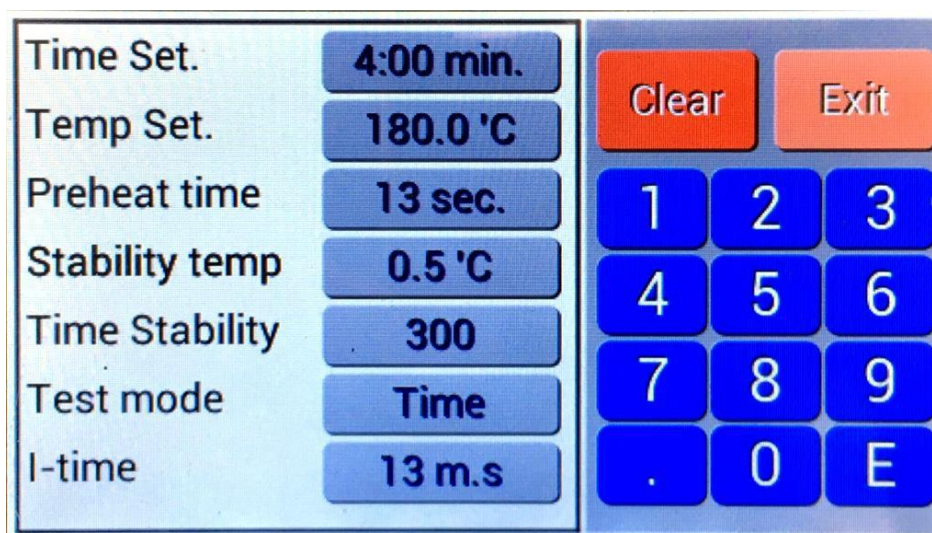 Time Set. 4:00 min.
Temp Set. 180.0 'C
Preheat time 13 sec.
Stability temp 0.5 'C
Time Stability 300
Test mode Time
I-time 13 m.s
Clear Exit
1 2 3
4 5 6
7 8 9
. 0 E